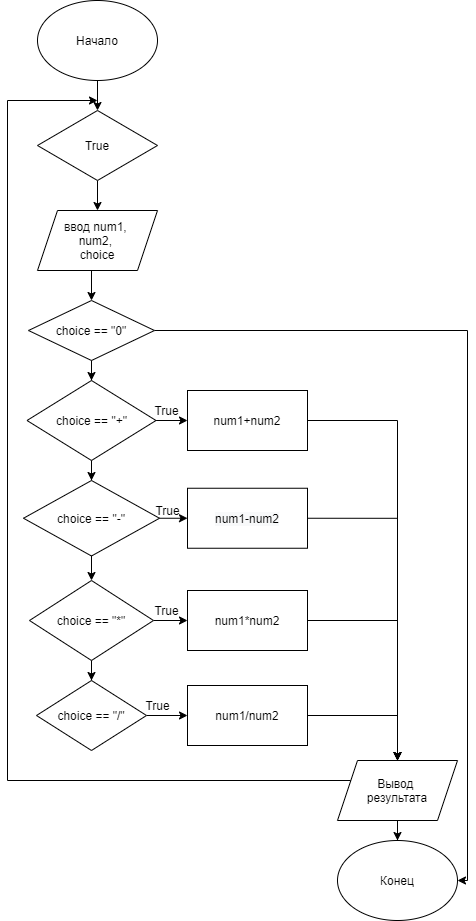 Начало
True
ввод num1,
num2,
choice
choice == "0"
choice == "+"
True
num1+num2
choice == "-"
True
num1-num2
choice == "*"
True
num1*num2
choice == "/"
True
num1/num2
Вывод
результата
Конец